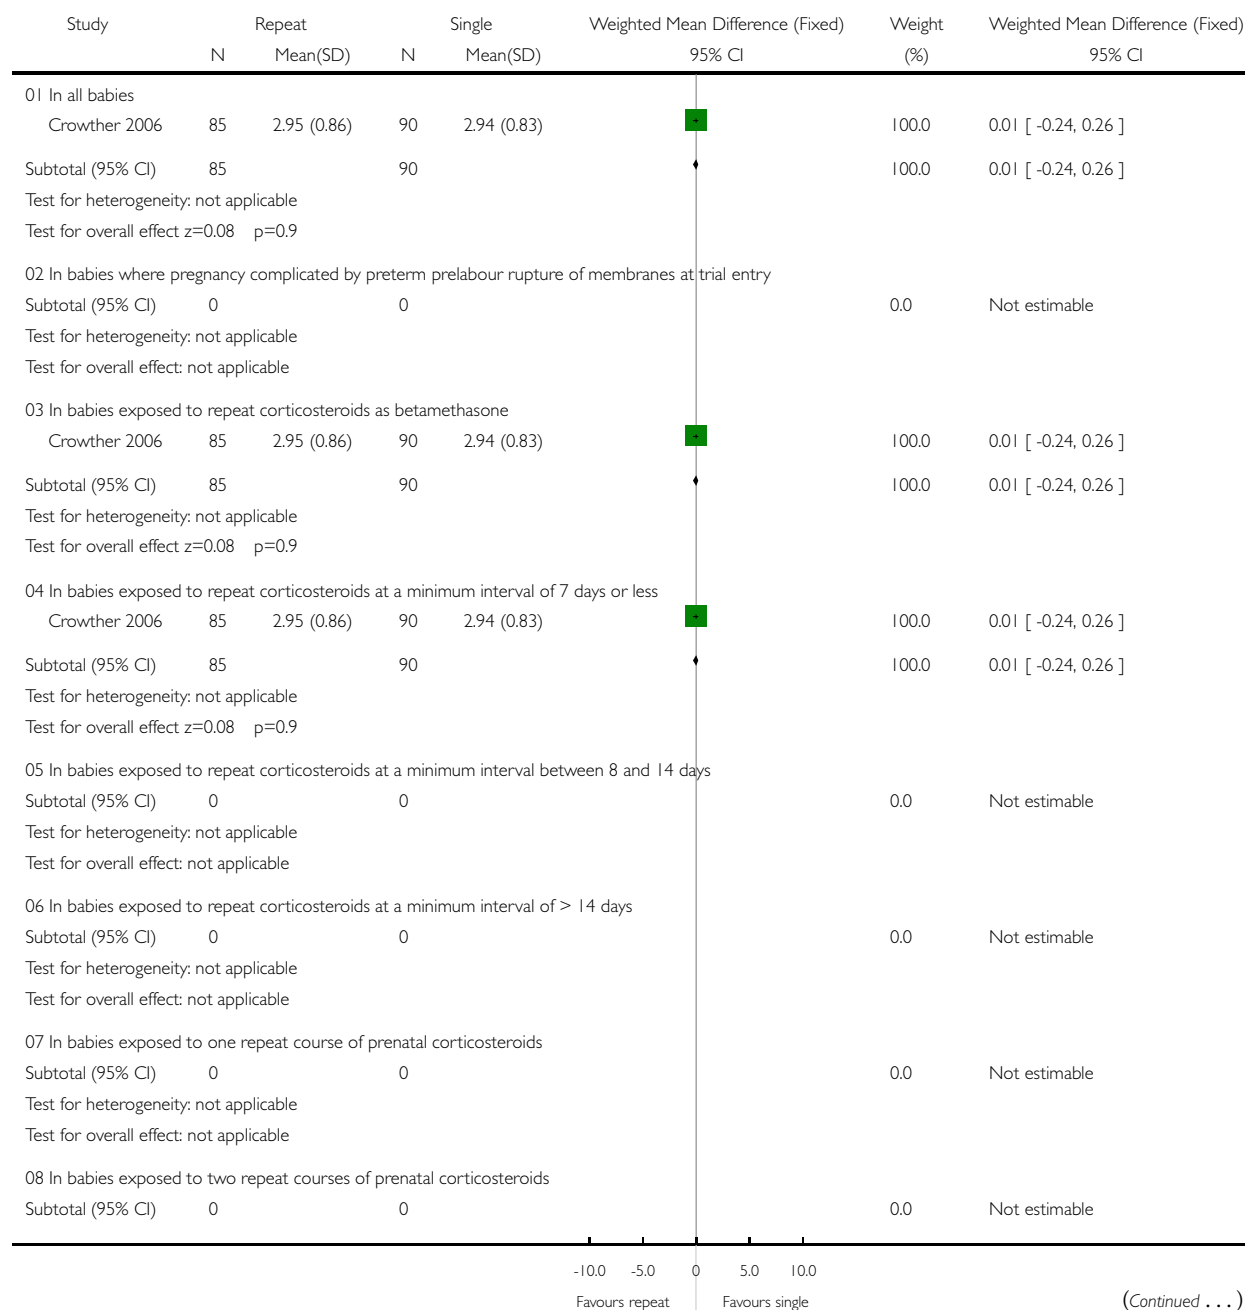 Study Repeat Single Weighted Mean Difference (Fixed) Weight Weighted Mean Difference (Fixed)
N Mean(SD) N Mean(SD) 95% CI (%) 95% CI
01 In all babies
Crowther 2006 85 2.95 (0.86) 90 2.94 (0.83) 100.0 0.01 [ -0.24, 0.26 ]
Subtotal (95% CI) 85 90 100.0 0.01 [ -0.24, 0.26 ]
Test for heterogeneity: not applicable
Test for overall effect z=0.08 p=0.9
02 In babies where pregnancy complicated by preterm prelabour rupture of membranes at trial entry
Subtotal (95% CI) 0 0 0.0 Not estimable
Test for heterogeneity: not applicable
Test for overall effect: not applicable
03 In babies exposed to repeat corticosteroids as betamethasone
Crowther 2006 85 2.95 (0.86) 90 2.94 (0.83) 100.0 0.01 [ -0.24, 0.26 ]
Subtotal (95% CI) 85 90 100.0 0.01 [ -0.24, 0.26 ]
Test for heterogeneity: not applicable
Test for overall effect z=0.08 p=0.9
04 In babies exposed to repeat corticosteroids at a minimum interval of 7 days or less
Crowther 2006 85 2.95 (0.86) 90 2.94 (0.83) 100.0 0.01 [ -0.24, 0.26 ]
Subtotal (95% CI) 85 90 100.0 0.01 [ -0.24, 0.26 ]
Test for heterogeneity: not applicable
Test for overall effect z=0.08 p=0.9
05 In babies exposed to repeat corticosteroids at a minimum interval between 8 and 14 days
Subtotal (95% CI) 0 0 0.0 Not estimable
Test for heterogeneity: not applicable
Test for overall effect: not applicable
06 In babies exposed to repeat corticosteroids at a minimum interval of > 14 days
Subtotal (95% CI) 0 0 0.0 Not estimable
Test for heterogeneity: not applicable
Test for overall effect: not applicable
07 In babies exposed to one repeat course of prenatal corticosteroids
Subtotal (95% CI) 0 0 0.0 Not estimable
Test for heterogeneity: not applicable
Test for overall effect: not applicable
08 In babies exposed to two repeat courses of prenatal corticosteroids
Subtotal (95% CI) 0 0 0.0 Not estimable
-10.0 -5.0 0 5.0 10.0
Favours repeat Favours single (Continued . . . )